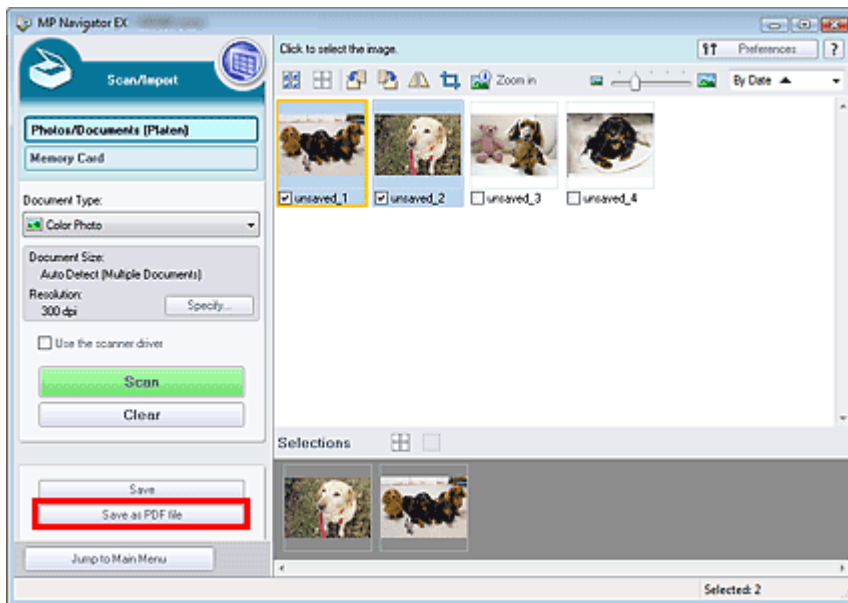 MP Navigator EX
Scan/Import
Photos/Documents (Platen)
Memory Card
Document Type:
Color Photo
Document Size:
Auto Detect (Multiple Documents)
Resolution:
300 dpi
Specify...
Use the scanner driver
Scan
Clear
Save
Save as PDF file
Jump to Main Menu
Click to select the image.
Preferences
?
Zoom in
By Date
unsaved_1
unsaved_2
unsaved_3
unsaved_4
Selections
Selected: 2